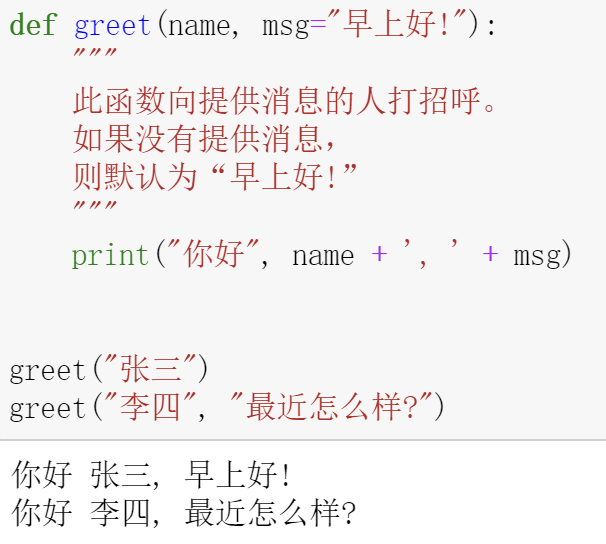 def greet(name, msg="早上好!"):
    """
    此函数向提供消息的人打招呼。
    如果没有提供消息，
    则默认为“早上好!”
    """
    print("你好", name + ', ' + msg)
greet("张三")
greet("李四", "最近怎么样?")
你好 张三, 早上好!
你好 李四, 最近怎么样?